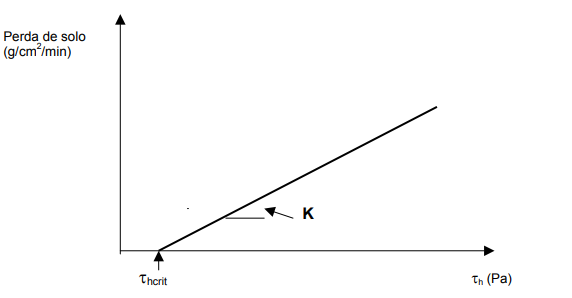 Perda de solo
(g/cm²/min)
K
τhcrit
τh (Pa)